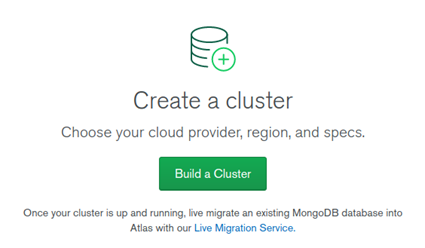 Create a cluster
Choose your cloud provider, region, and specs.
Build a Cluster
Once your cluster is up and running, live migrate an existing MongoDB database into
Atlas with our Live Migration Service.